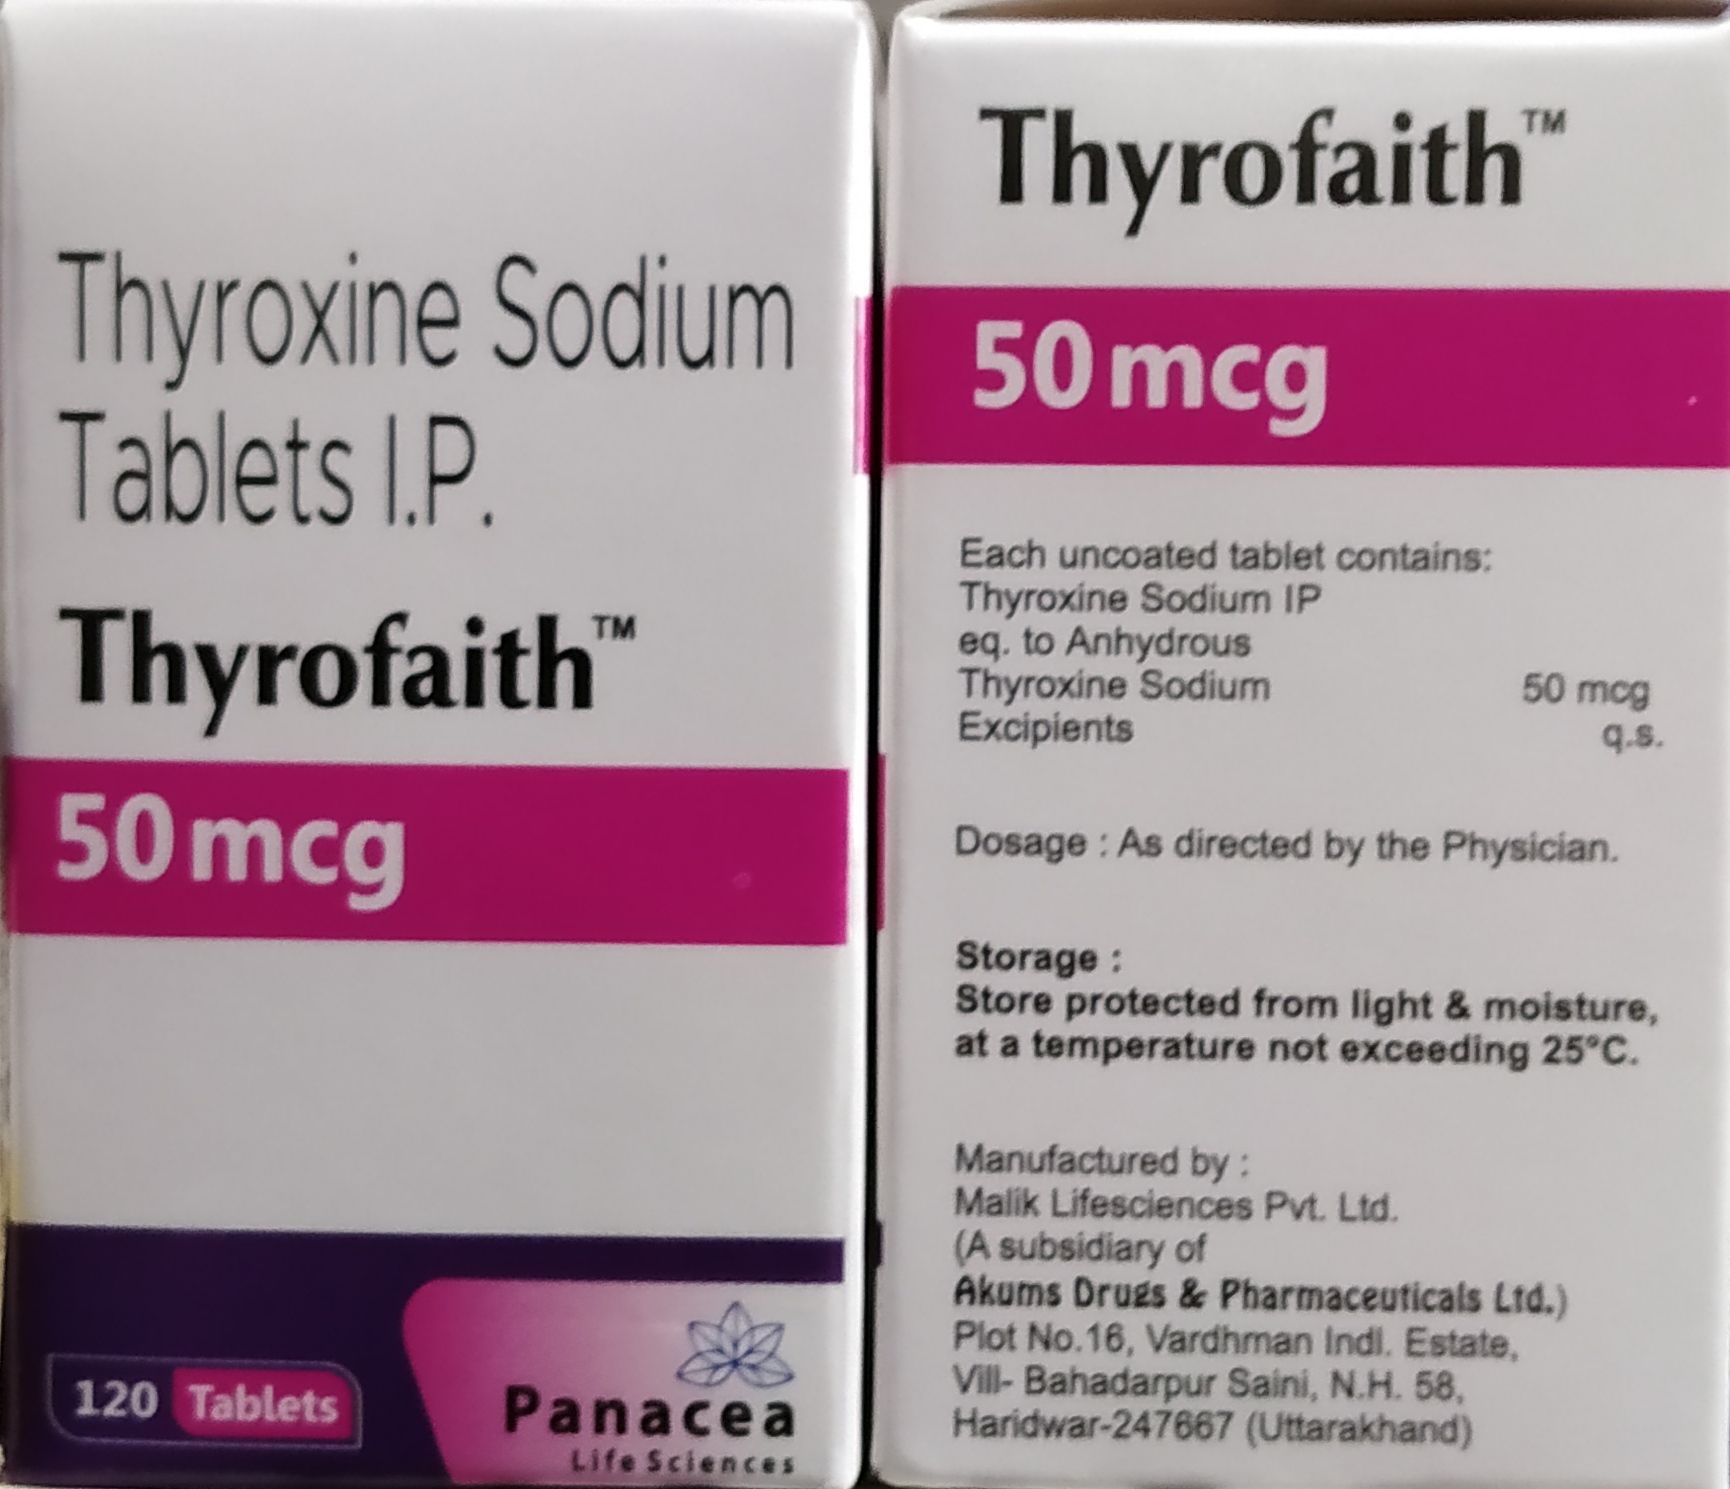 Thyroxine Sodium
Tablets I.P.
Thyrofaith™
50 mcg
120 Tablets
Panacea
Life Sciences
Thyrofaith™
50 mcg
Each uncoated tablet contains:
Thyroxine Sodium IP
eq. to Anhydrous
Thyroxine Sodium 50 mcg
Excipients q.s.
Dosage : As directed by the Physician.
Storage :
Store protected from light & moisture,
at a temperature not exceeding 25°C.
Manufactured by :
Malik Lifesciences Pvt. Ltd.
(A subsidiary of
Akums Drugs & Pharmaceuticals Ltd.)
Plot No.16, Vardhman Indl. Estate,
Vill- Bahadarpur Saini, N.H. 58,
Haridwar-247667 (Uttarakhand)